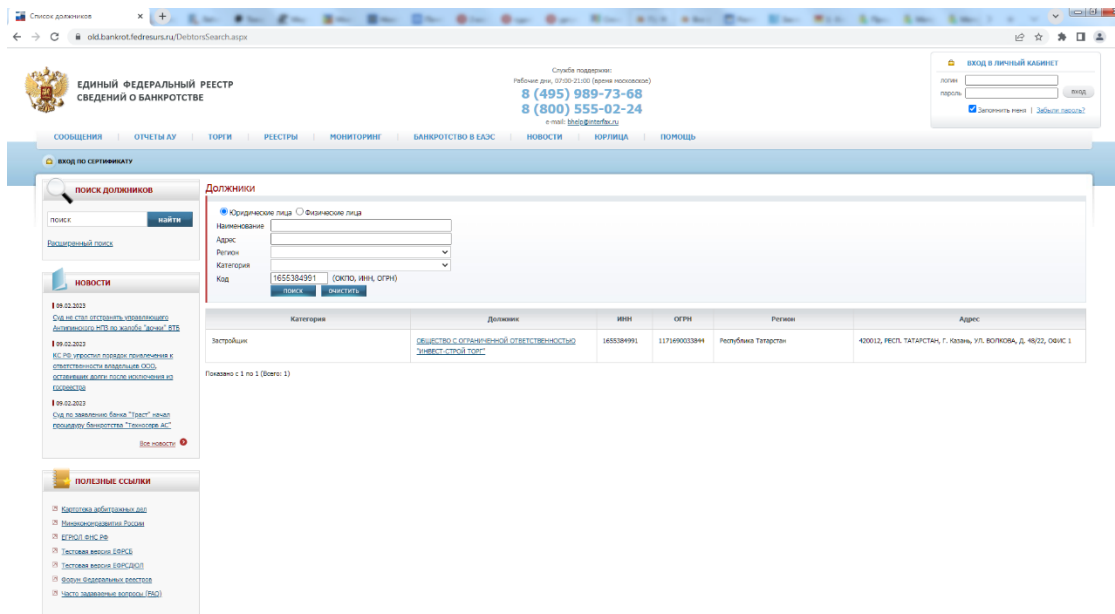 Список должников
old.bankrot.fedresurs.ru/DebtorsSearch.aspx
ЕДИНЫЙ ФЕДЕРАЛЬНЫЙ РЕЕСТР
СВЕДЕНИЙ О БАНКРОТСТВЕ
Служба поддержки:
Рабочие дни, 07:00-21:00 (время московское)
8 (495) 989-73-68
8 (800) 555-02-24
e-mail: bhelp@interfax.ru
ВХОД В ЛИЧНЫЙ КАБИНЕТ
логин
пароль
вход
Запомнить меня | Забыли пароль?
СООБЩЕНИЯ ОТЧЕТЫ АУ ТОРГИ РЕЕСТРЫ МОНИТОРИНГ БАНКРОТСТВО В ЕАЭС НОВОСТИ ЮРЛИЦА ПОМОЩЬ
ВХОД ПО СЕРТИФИКАТУ
ПОИСК ДОЛЖНИКОВ
поиск найти
Расширенный поиск
НОВОСТИ
09.02.2023
Суд не стал отстранять управляющего
Антипинского НПЗ по жалобе "дочки" ВТБ
09.02.2023
КС РФ упростил порядок привлечения к
ответственности владельцев ООО,
оставивших долги после исключения из
госреестра
09.02.2023
Суд по заявлению банка "Траст" начал
процедуру банкротства "Техносерв АС"
Все новости
ПОЛЕЗНЫЕ ССЫЛКИ
Картотека арбитражных дел
Минэкономразвития России
ЕГРЮЛ ФНС РФ
Тестовая версия ЕФРСБ
Тестовая версия ЕФРСДЮЛ
Форум Федеральных реестров
Часто задаваемые вопросы (FAQ)
Должники
Юридические лица Физические лица
Наименование
Адрес
Регион
Категория
Код 1655384991 (ОКПО, ИНН, ОГРН)
поиск очистить
Категория Должник ИНН ОГРН Регион Адрес
Застройщик ОБЩЕСТВО С ОГРАНИЧЕННОЙ ОТВЕТСТВЕННОСТЬЮ 1655384991 1171690033844 Республика Татарстан 420012, РЕСП. ТАТАРСТАН, Г. Казань, УЛ. ВОЛКОВА, Д. 48/22, ОФИС 1
"ИНВЕСТ-СТРОЙ ТОРГ"
Показано с 1 по 1 (Всего: 1)